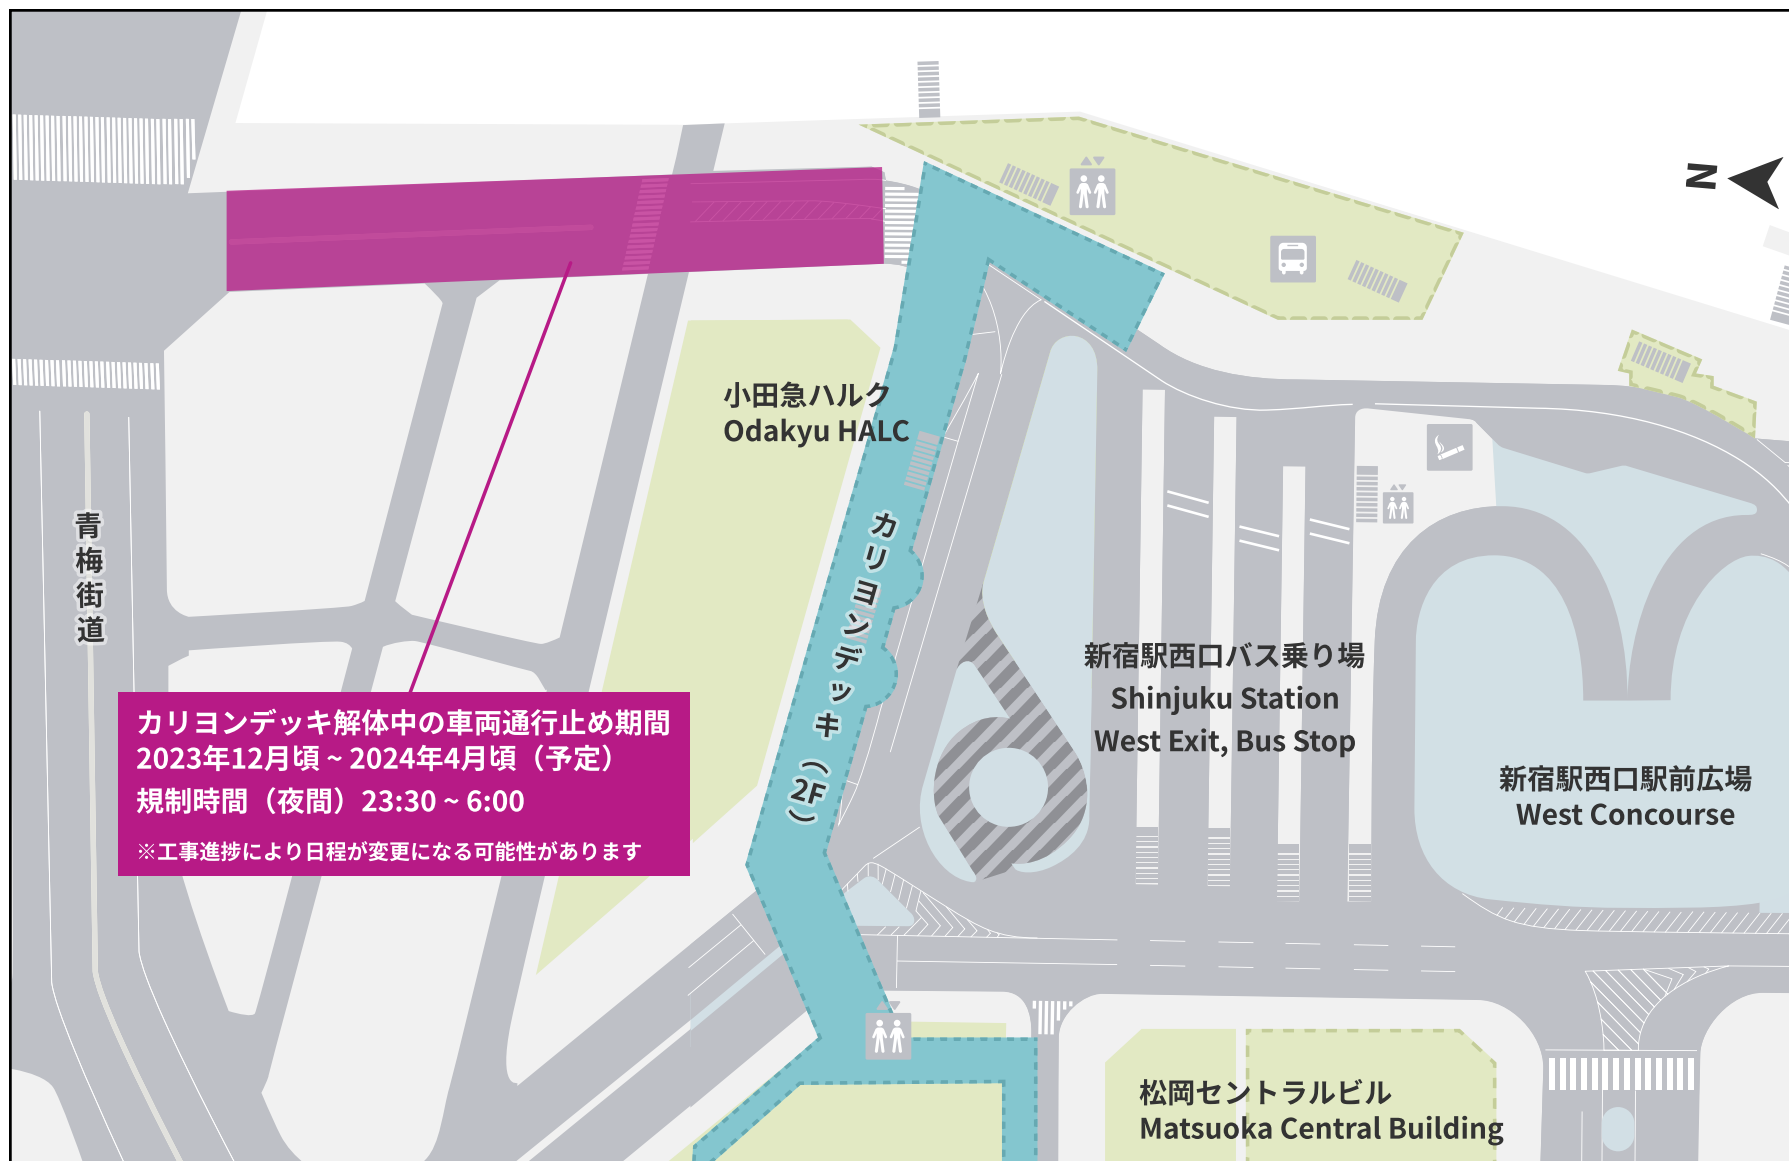 N
小田急ハルク
Odakyu HALC
青梅街道
カリヨンデッキ（2F）
新宿駅西口バス乗り場
Shinjuku Station
West Exit, Bus Stop
カリヨンデッキ解体中の車両通行止め期間
2023年12月頃 ~ 2024年4月頃（予定）
規制時間（夜間）23:30 ~ 6:00
※工事進捗により日程が変更になる可能性があります
新宿駅西口駅前広場
West Concourse
松岡セントラルビル
Matsuoka Central Building